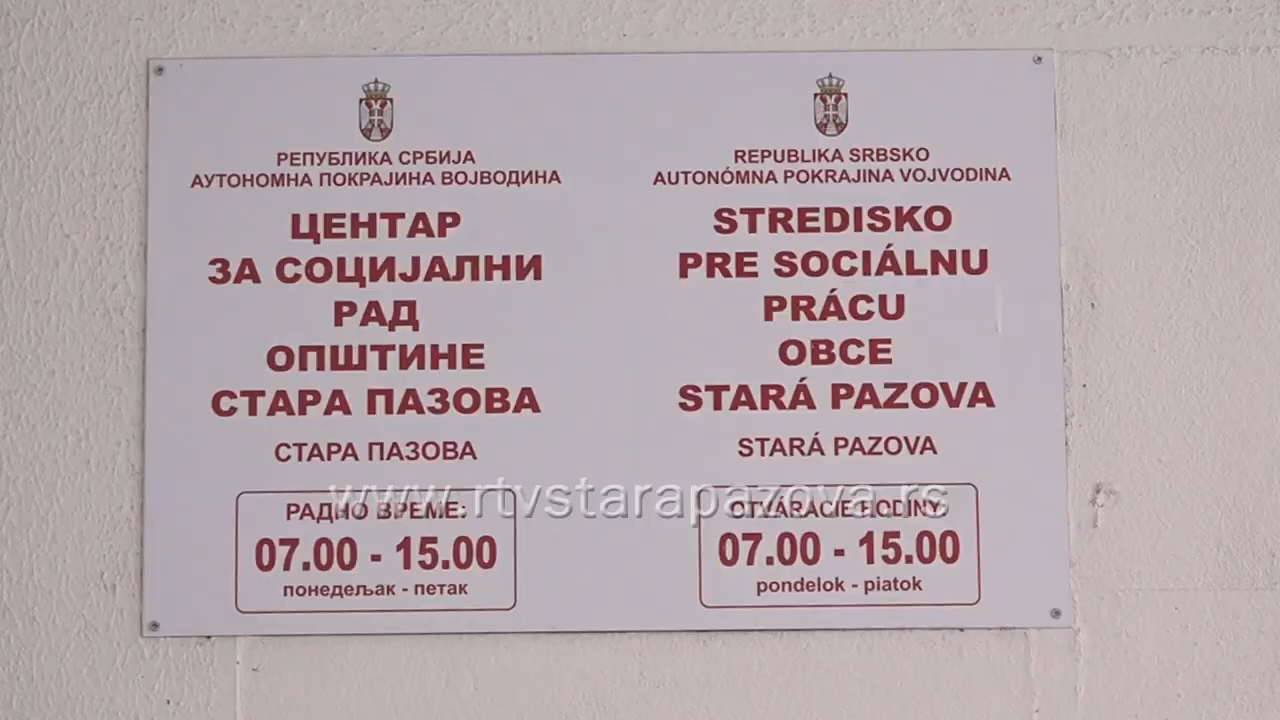 РЕПУБЛИКА СРБИЈА
АУТОНОМНА ПОКРАЈИНА ВОЈВОДИНА
ЦЕНТАР
ЗА СОЦИЈАЛНИ
РАД
ОПШТИНЕ
СТАРА ПАЗОВА
СТАРА ПАЗОВА
РАДНО ВРЕМЕ:
07.00 - 15.00
понедељак - петак
REPUBLIKA SRBSKO
AUTONÓMNA POKRAJINA VOJVODINA
STREDISKO
PRE SOCIÁLNU
PRÁCU
OBCE
STARÁ PAZOVA
STARÁ PAZOVA
OTVÁRACIE HODINY:
07.00 - 15.00
pondelok - piatok
www.rtvstarapazova.rs